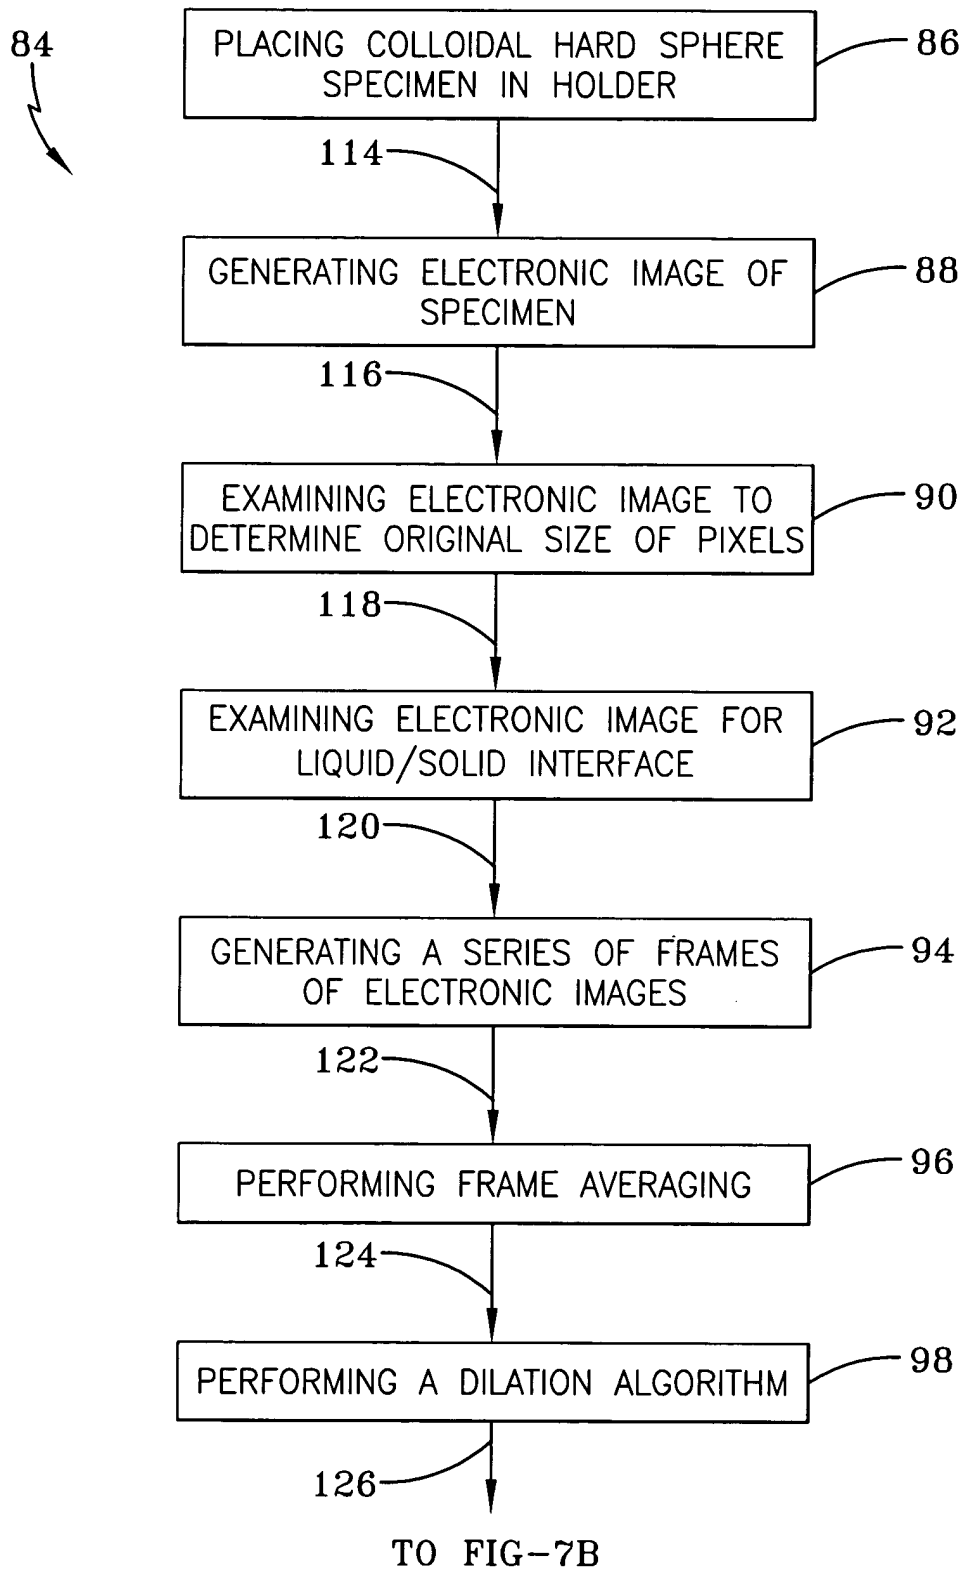 84
PLACING COLLOIDAL HARD SPHERE
SPECIMEN IN HOLDER
86
114
GENERATING ELECTRONIC IMAGE OF
SPECIMEN
88
116
EXAMINING ELECTRONIC IMAGE TO
DETERMINE ORIGINAL SIZE OF PIXELS
90
118
EXAMINING ELECTRONIC IMAGE FOR
LIQUID/SOLID INTERFACE
92
120
GENERATING A SERIES OF FRAMES
OF ELECTRONIC IMAGES
94
122
PERFORMING FRAME AVERAGING
96
124
PERFORMING A DILATION ALGORITHM
98
126
TO FIG-7B